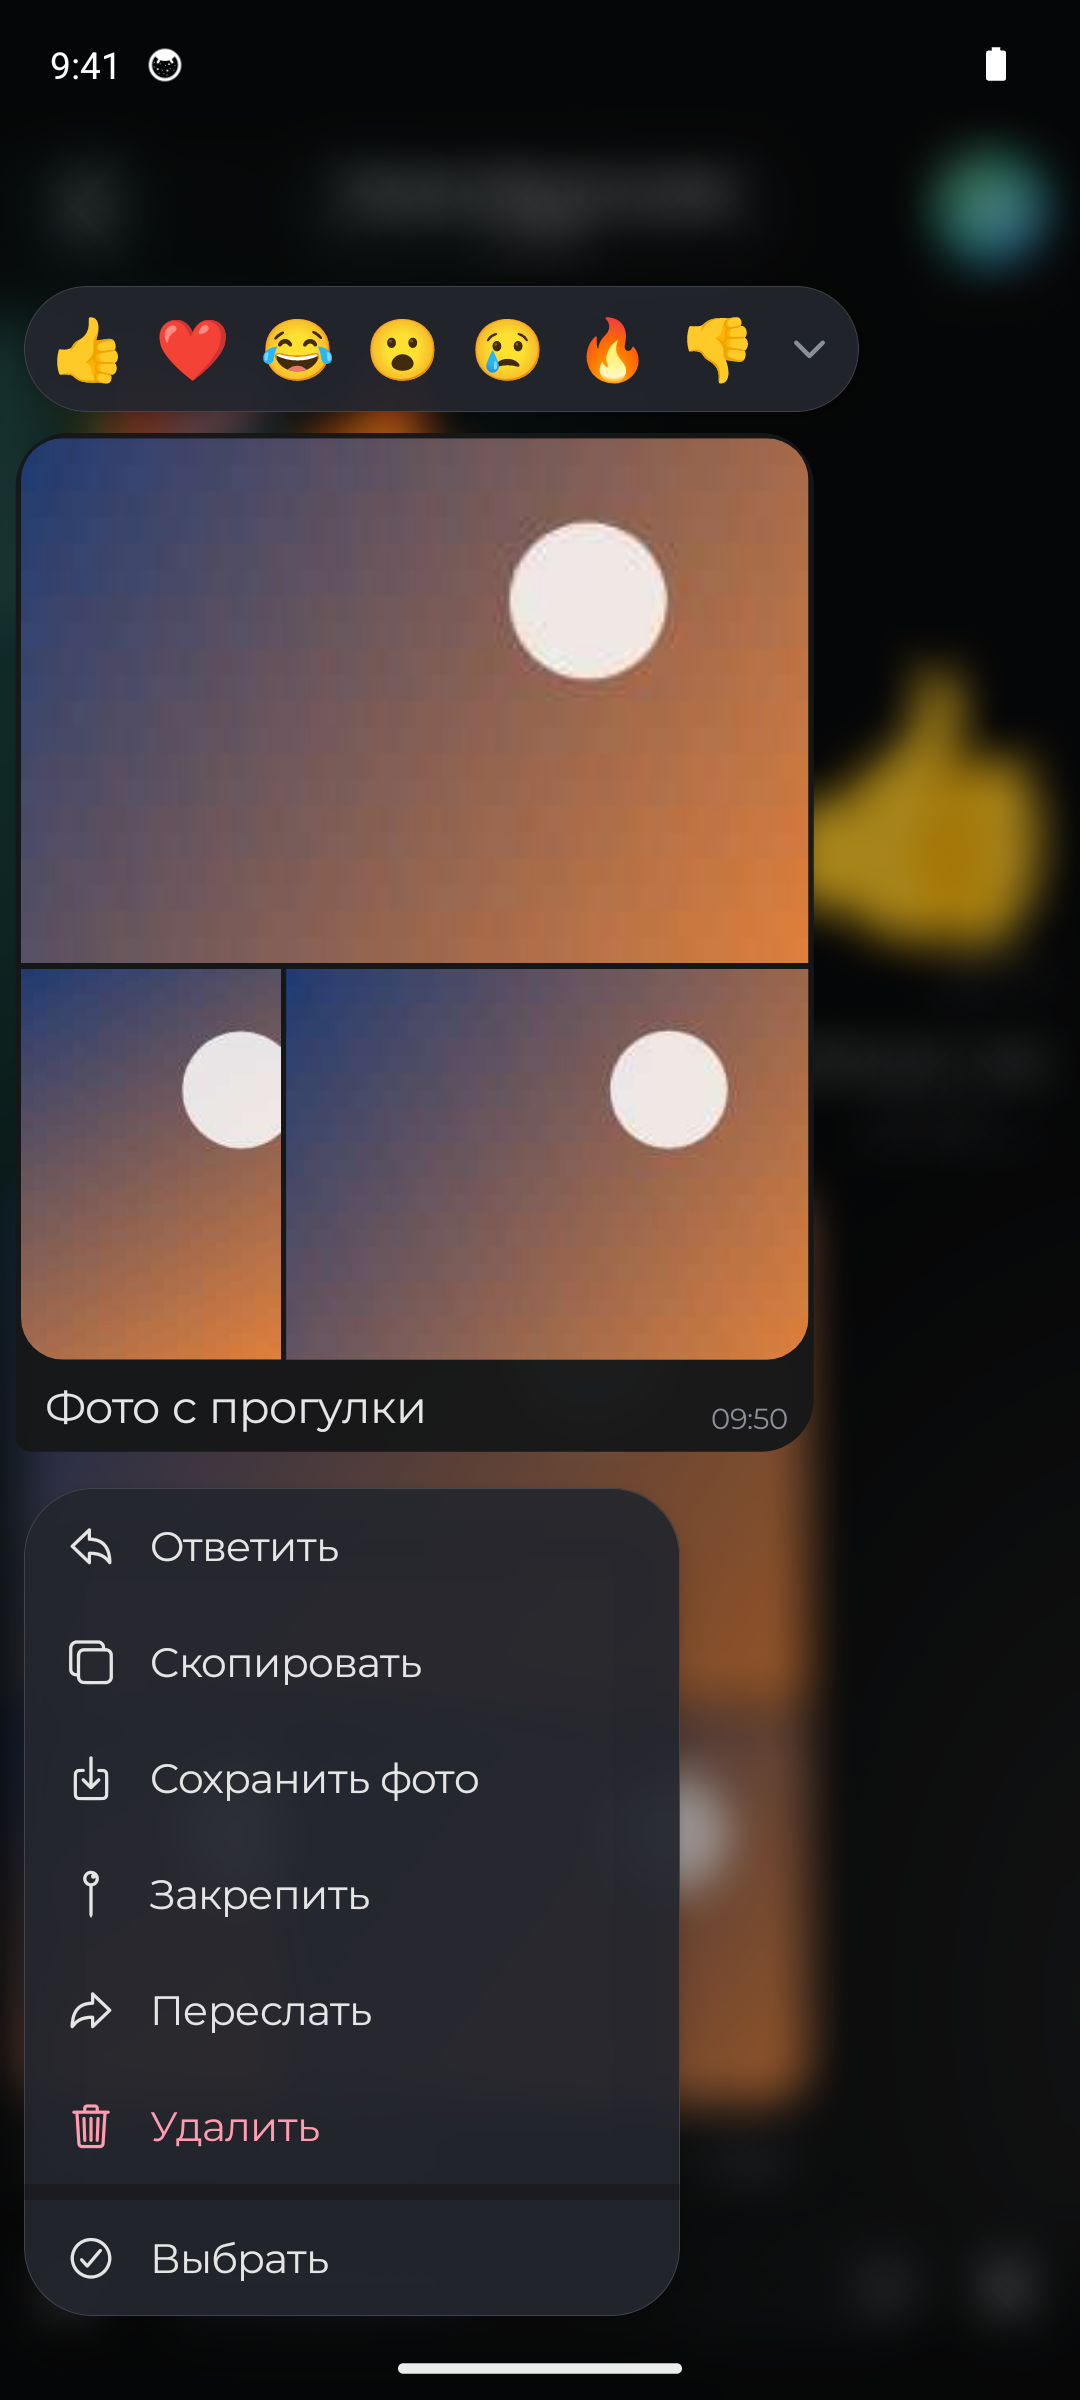 9:41
Фото с прогулки
09:50
Ответить
Скопировать
Сохранить фото
Закрепить
Переслать
Удалить
Выбрать